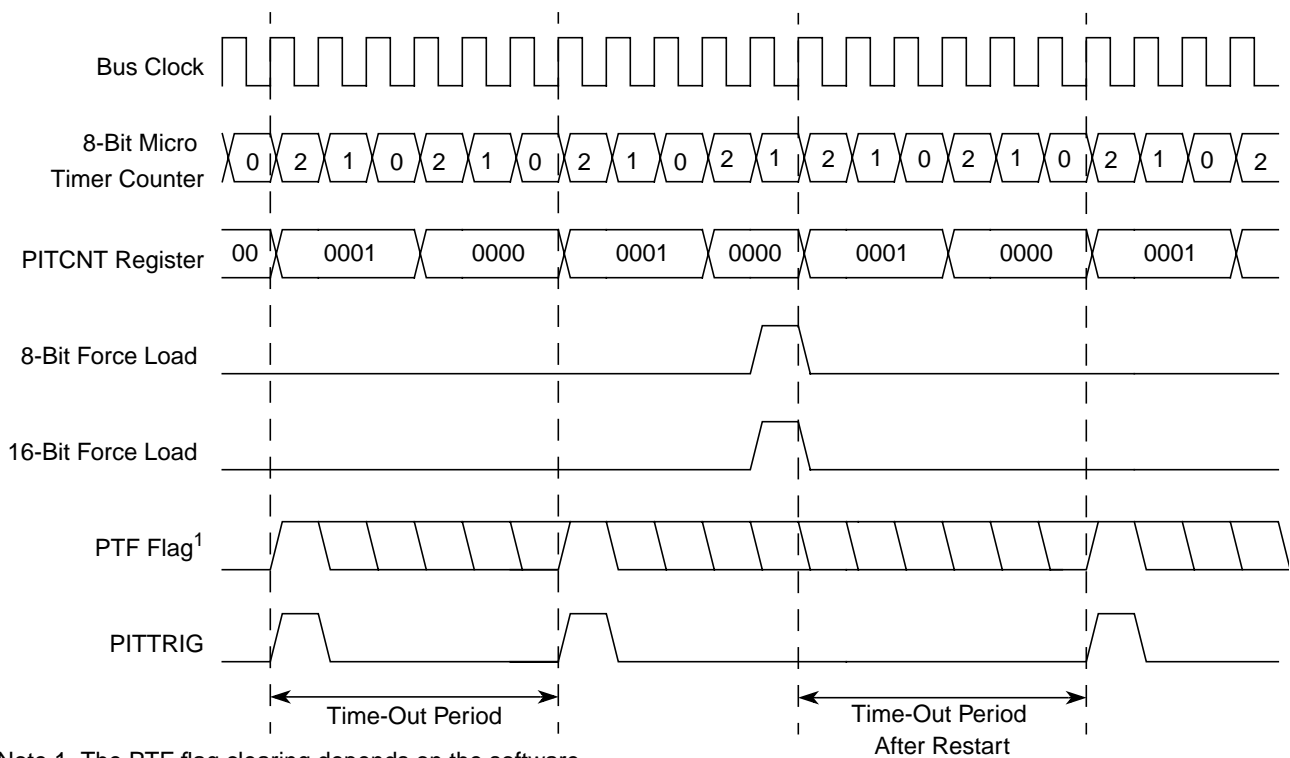 Bus Clock
8-Bit Micro
Timer Counter
0 2 1 0 2 1 0 2 1 0 2 1 2 1 0 2 1 0 2 1 0 2
PITCNT Register
00 0001 0000 0001 0000 0001 0000 0001
8-Bit Force Load
16-Bit Force Load
PTF Flag1
PITTRIG
Time-Out Period
Time-Out Period
After Restart
Note 1. The PTF flag clearing depends on the software